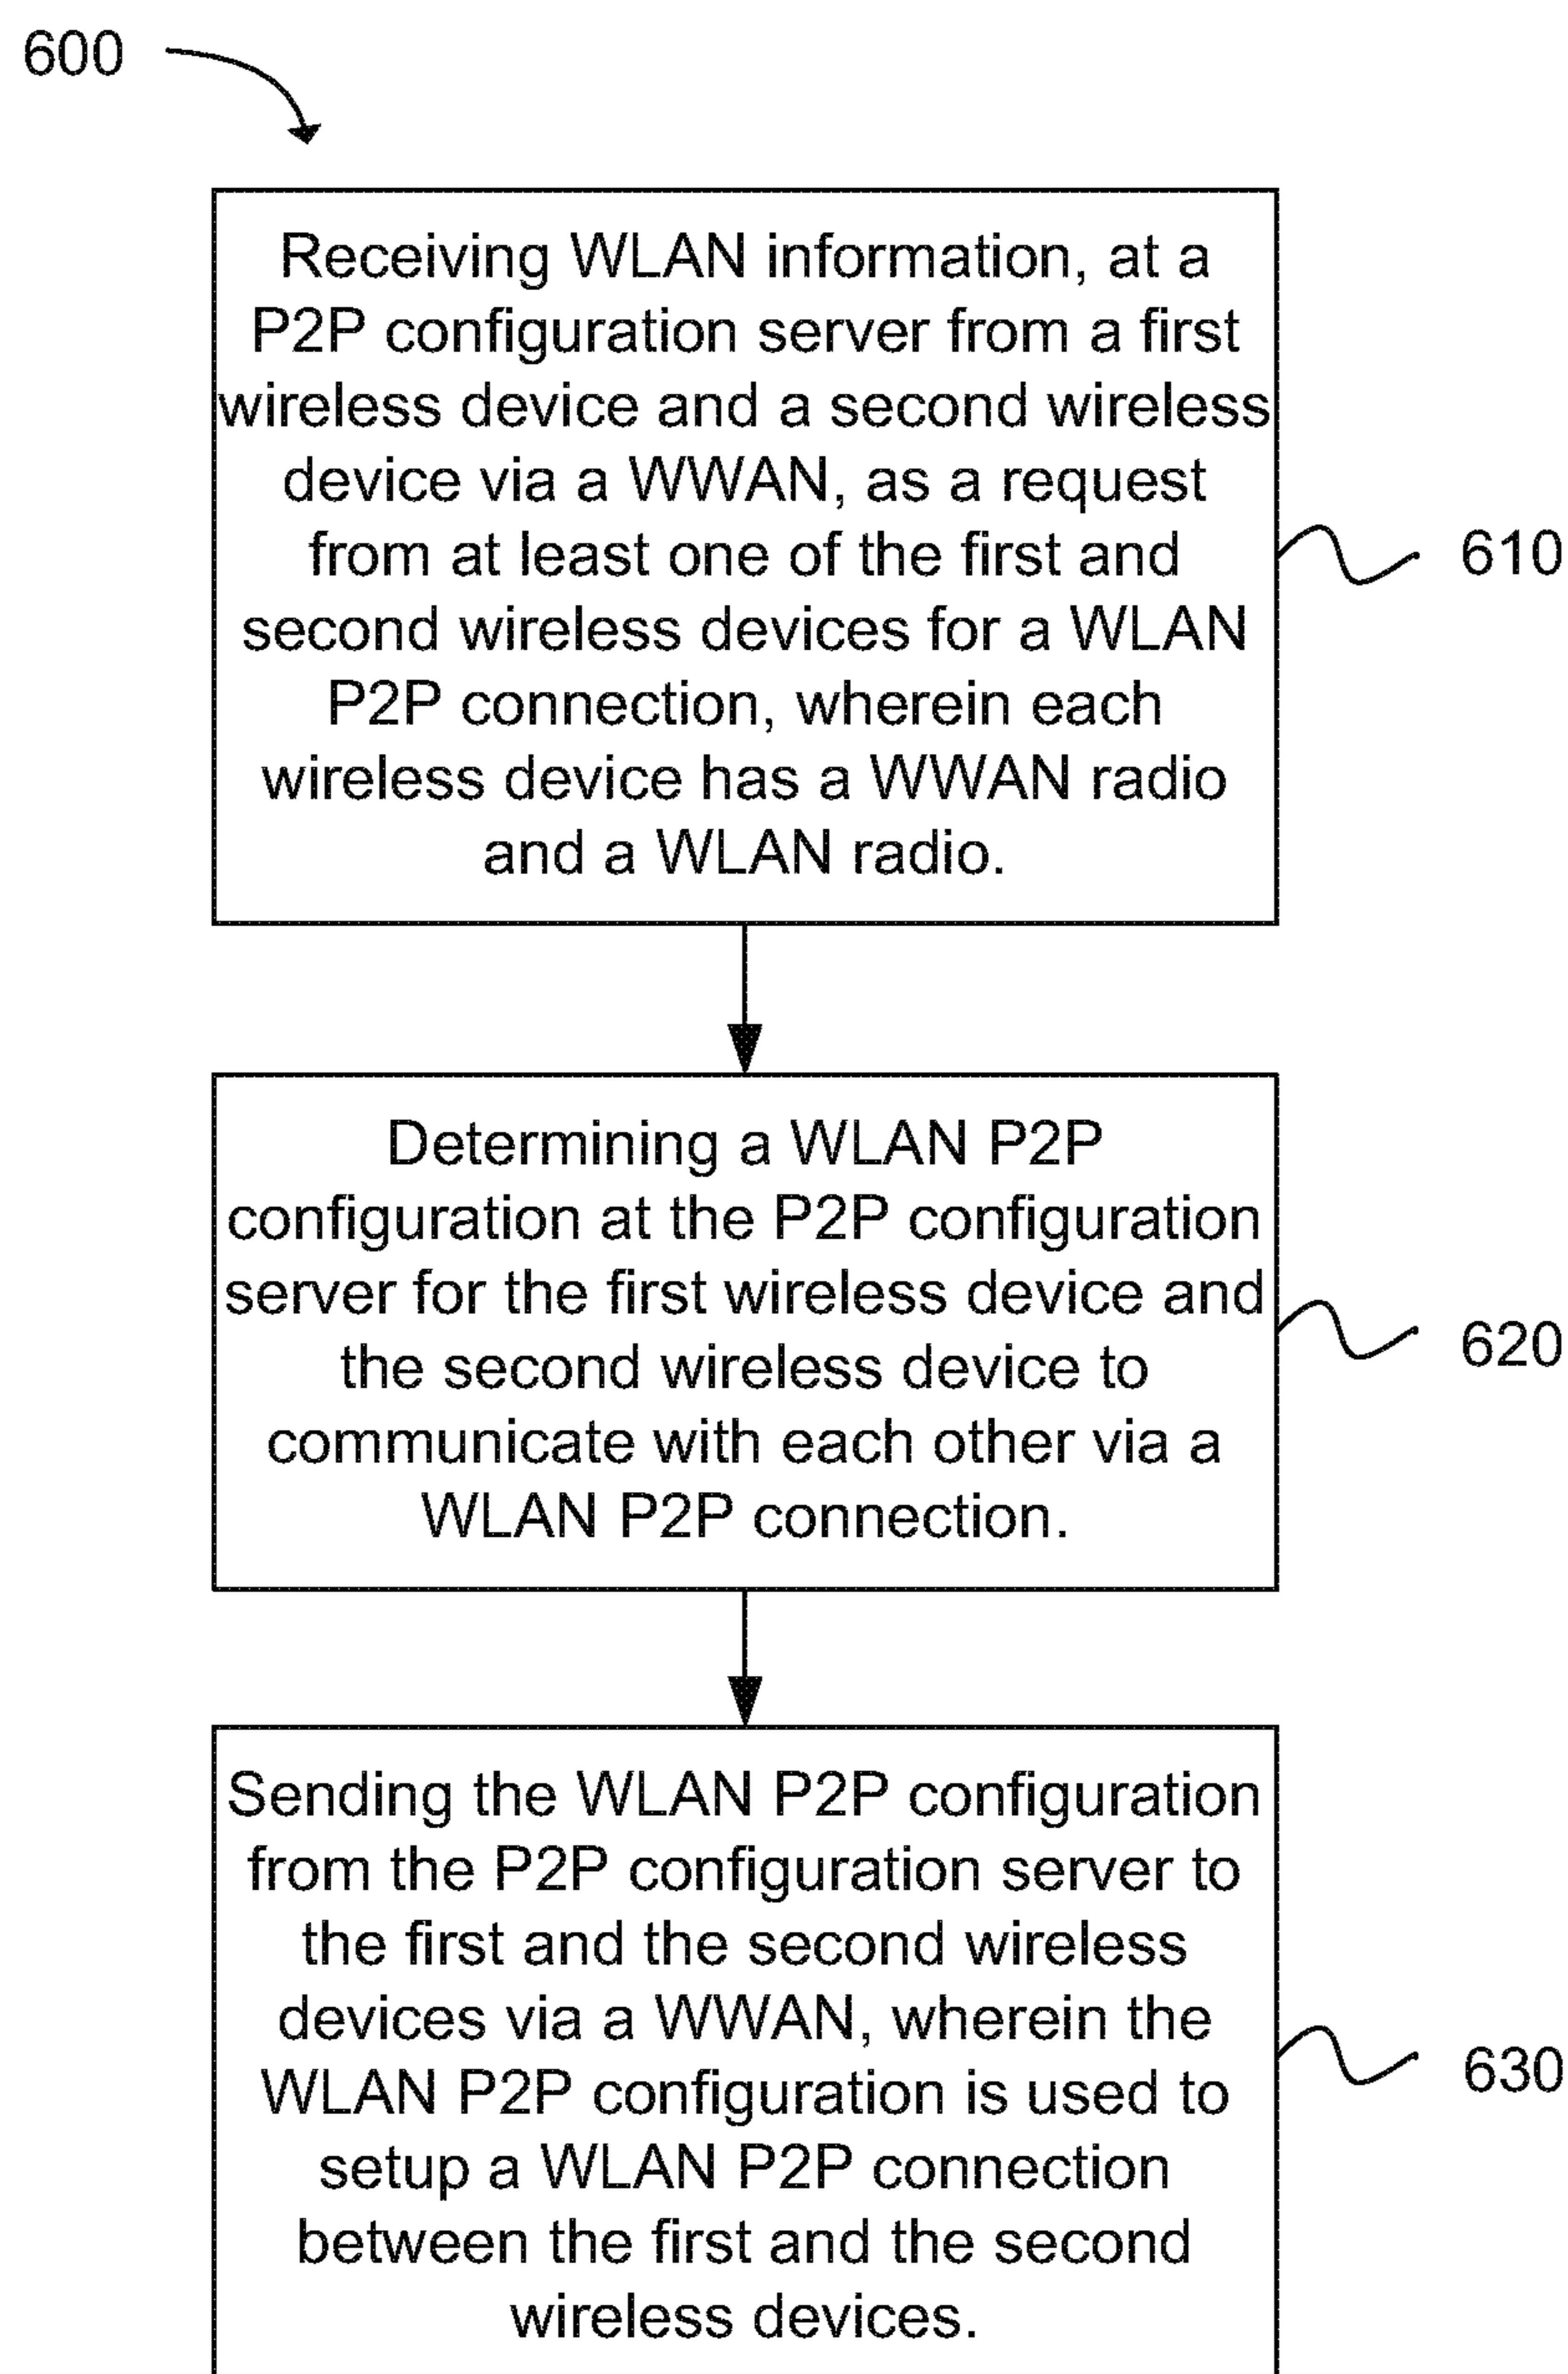 600
Receiving WLAN information, at a
P2P configuration server from a first
wireless device and a second wireless
device via a WWAN, as a request
from at least one of the first and
second wireless devices for a WLAN
P2P connection, wherein each
wireless device has a WWAN radio
and a WLAN radio.
610
Determining a WLAN P2P
configuration at the P2P configuration
server for the first wireless device and
the second wireless device to
communicate with each other via a
WLAN P2P connection.
620
Sending the WLAN P2P configuration
from the P2P configuration server to
the first and the second wireless
devices via a WWAN, wherein the
WLAN P2P configuration is used to
setup a WLAN P2P connection
between the first and the second
wireless devices.
630